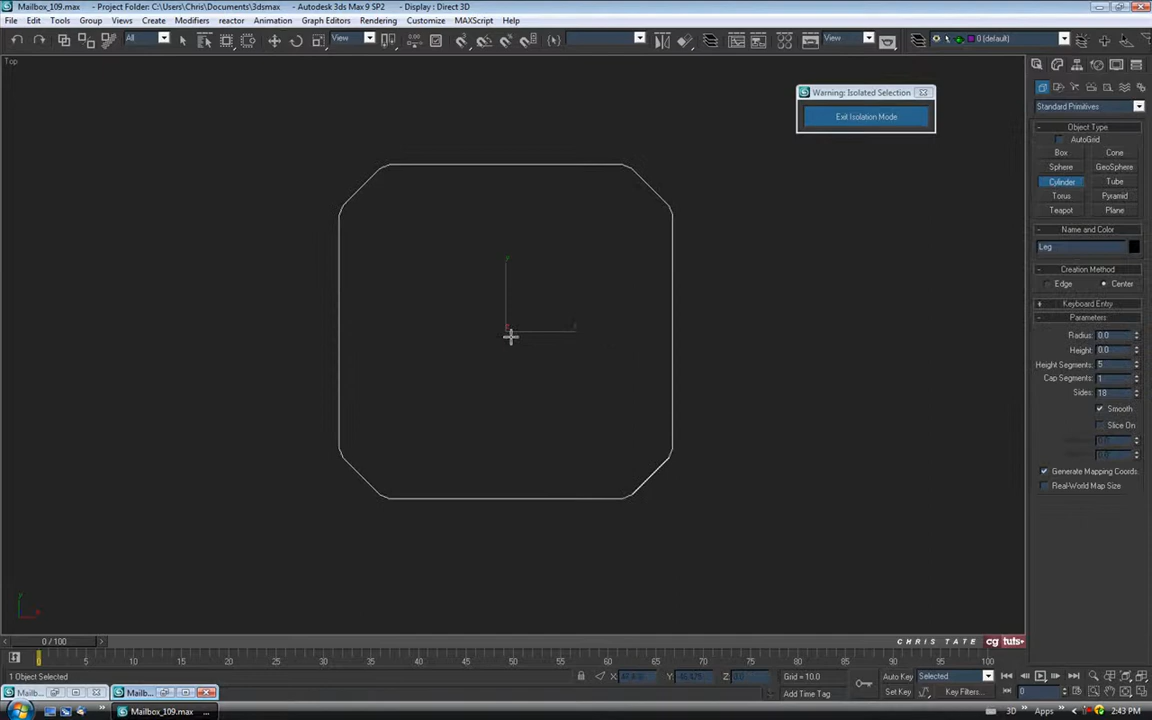 Mailbox_109.max - Project Folder: C:\Users\Chris\Documents\3dsmax - Autodesk 3ds Max 9 SP2 - Display : Direct 3D
File Edit Tools Group Views Create Modifiers reactor Animation Graph Editors Rendering Customize MAXScript Help
All View View 0 (default)
Top
Warning: Isolated Selection
Exit Isolation Mode
Standard Primitives
- Object Type
AutoGrid
Box Cone
Sphere GeoSphere
Cylinder Tube
Torus Pyramid
Teapot Plane
- Name and Color
Leg
- Creation Method
Edge Center
+ Keyboard Entry
- Parameters
Radius: 0.0
Height: 0.0
Height Segments: 5
Cap Segments: 1
Sides: 18
Smooth
Slice On
Generate Mapping Coords.
Real-World Map Size
y
y
CHRIS TATE cg tuts+
< 0 / 100 >
0 5 10 15 20 25 30 35 40 45 50 55 60 65 70 75 80 85 90 95 100
1 Object Selected X Y Z Grid = 10.0 Auto Key Selected
Add Time Tag Set Key Key Filters... 0
Mailb... Mailb...
Mailbox_109.max ... 3D » Apps » 2:43 PM